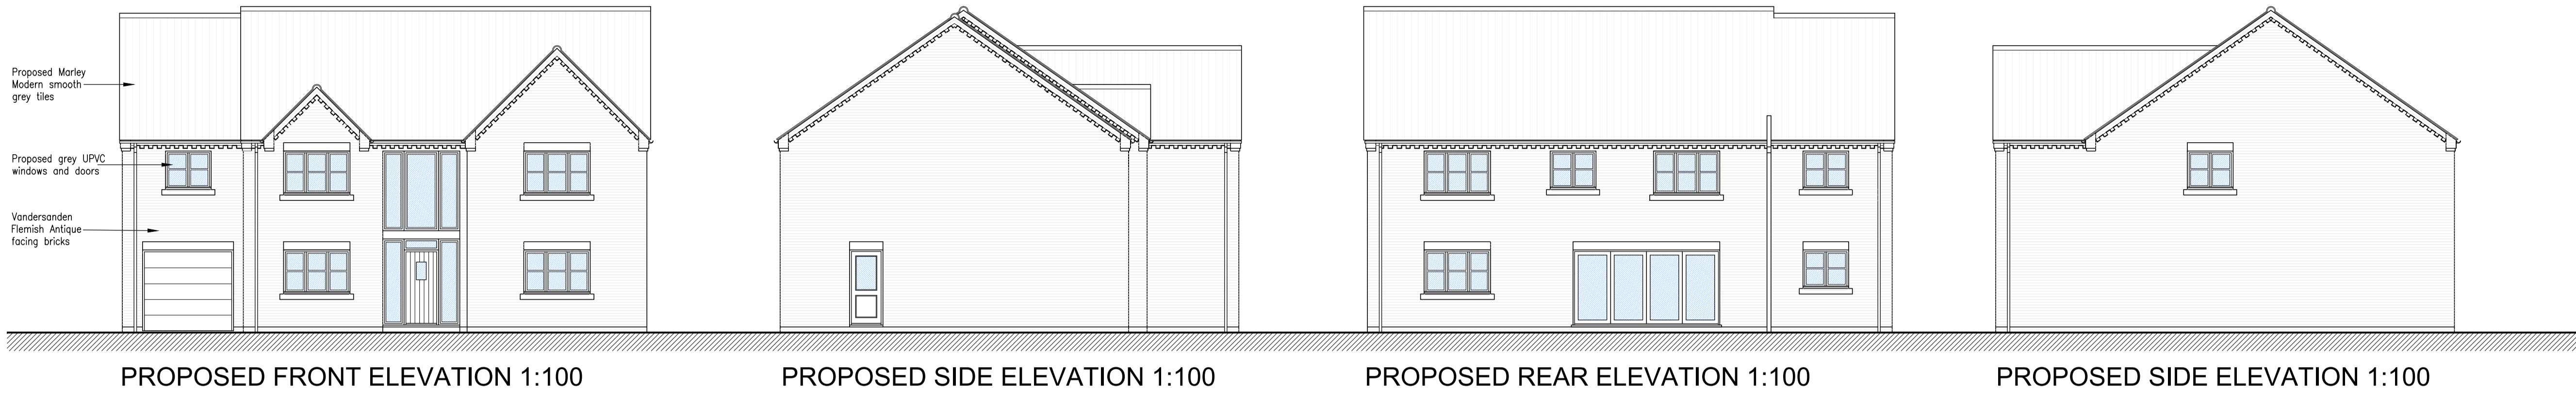 Proposed Marley
Modern smooth
grey tiles
Proposed grey UPVC
windows and doors
Vandersanden
Flemish Antique
facing bricks
PROPOSED FRONT ELEVATION 1:100
PROPOSED SIDE ELEVATION 1:100
PROPOSED REAR ELEVATION 1:100
PROPOSED SIDE ELEVATION 1:100